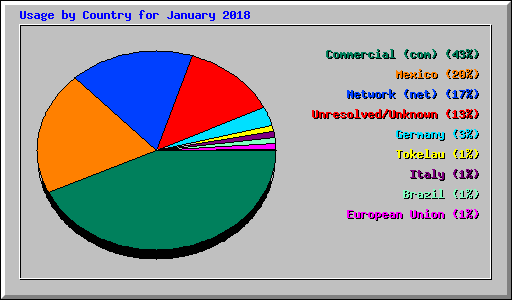 Usage by Country for January 2018
Commercial (com) (43%)
Mexico (20%)
Network (net) (17%)
Unresolved/Unknown (13%)
Germany (3%)
Tokelau (1%)
Italy (1%)
Brazil (1%)
European Union (1%)